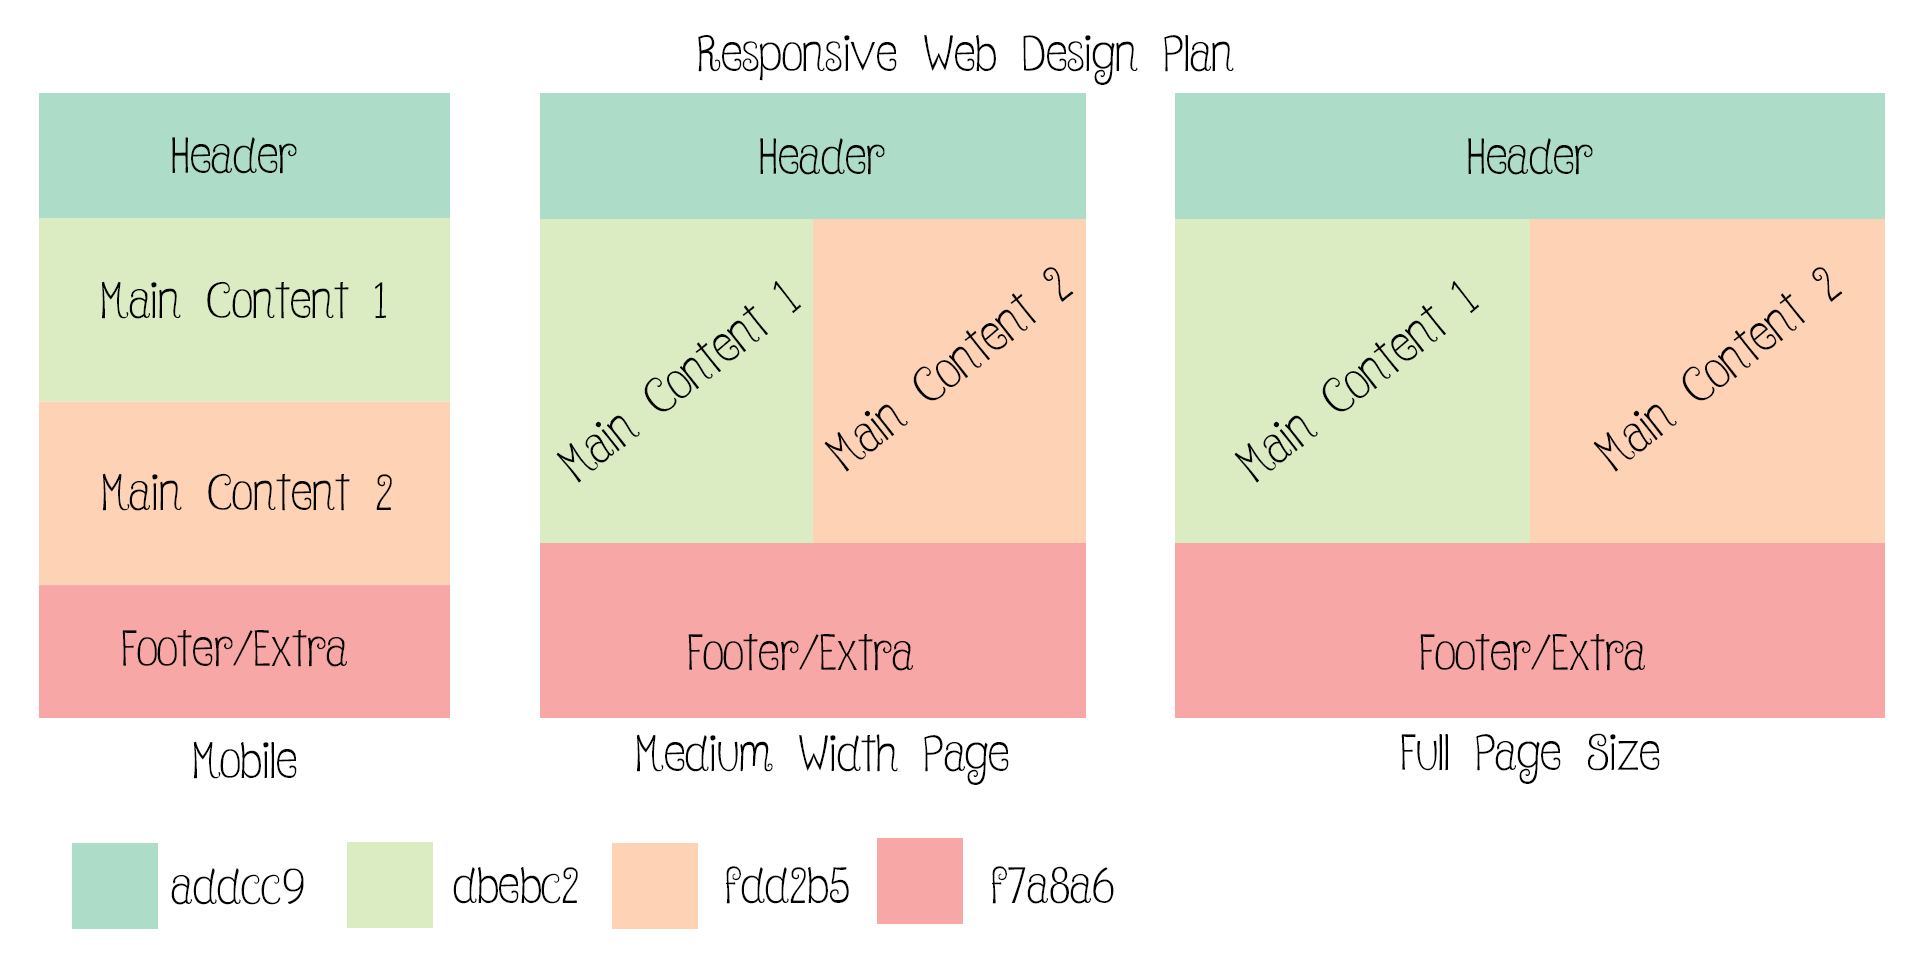 Responsive Web Design Plan
Header
Main Content 1
Main Content 2
Footer/Extra
Mobile
Header
Main Content 1
Main Content 2
Footer/Extra
Medium Width Page
Header
Main Content 1
Main Content 2
Footer/Extra
Full Page Size
addcc9
dbebc2
fdd2b5
f7a8a6